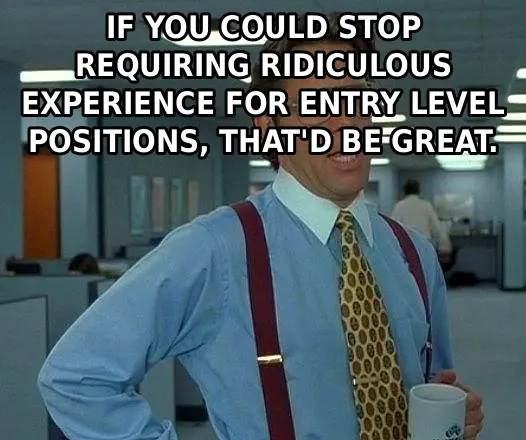 IF YOU COULD STOP
REQUIRING RIDICULOUS
EXPERIENCE FOR ENTRY LEVEL
POSITIONS, THAT'D BE GREAT.